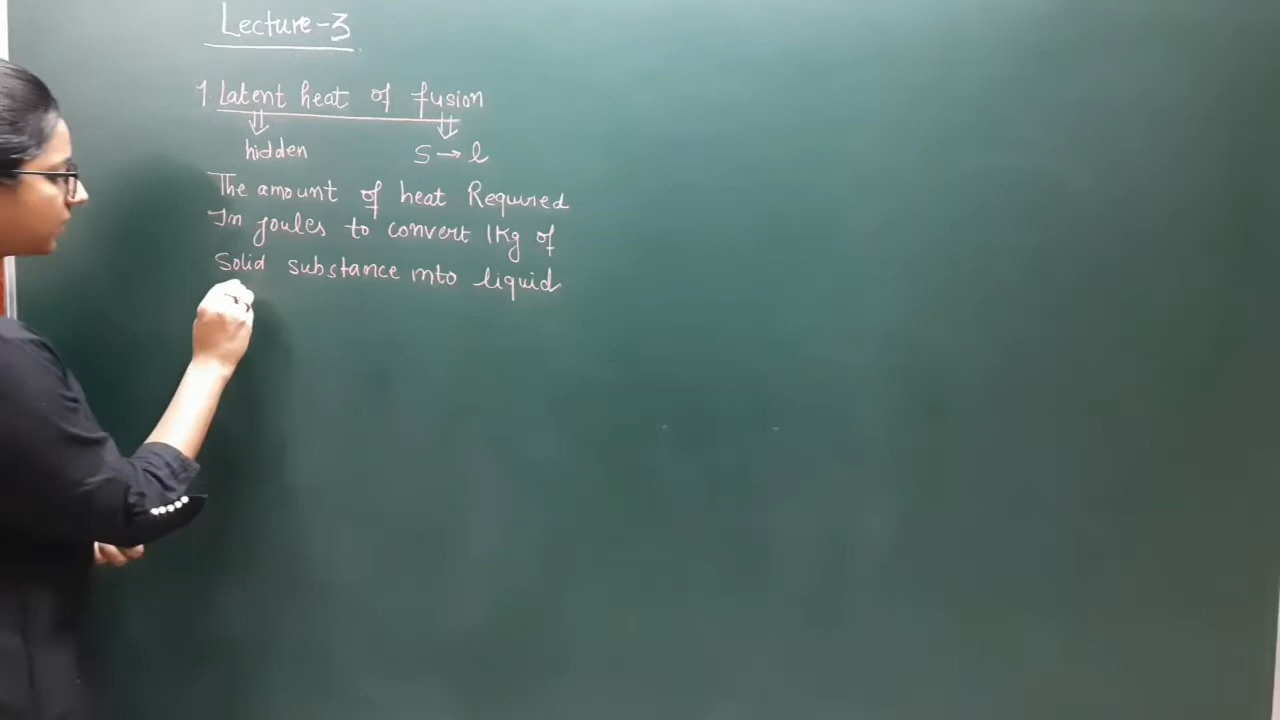 Lecture-3
1 Latent heat of fusion
hidden S → l
The amount of heat Required
In joules to convert 1Kg of
Solid substance into liquid